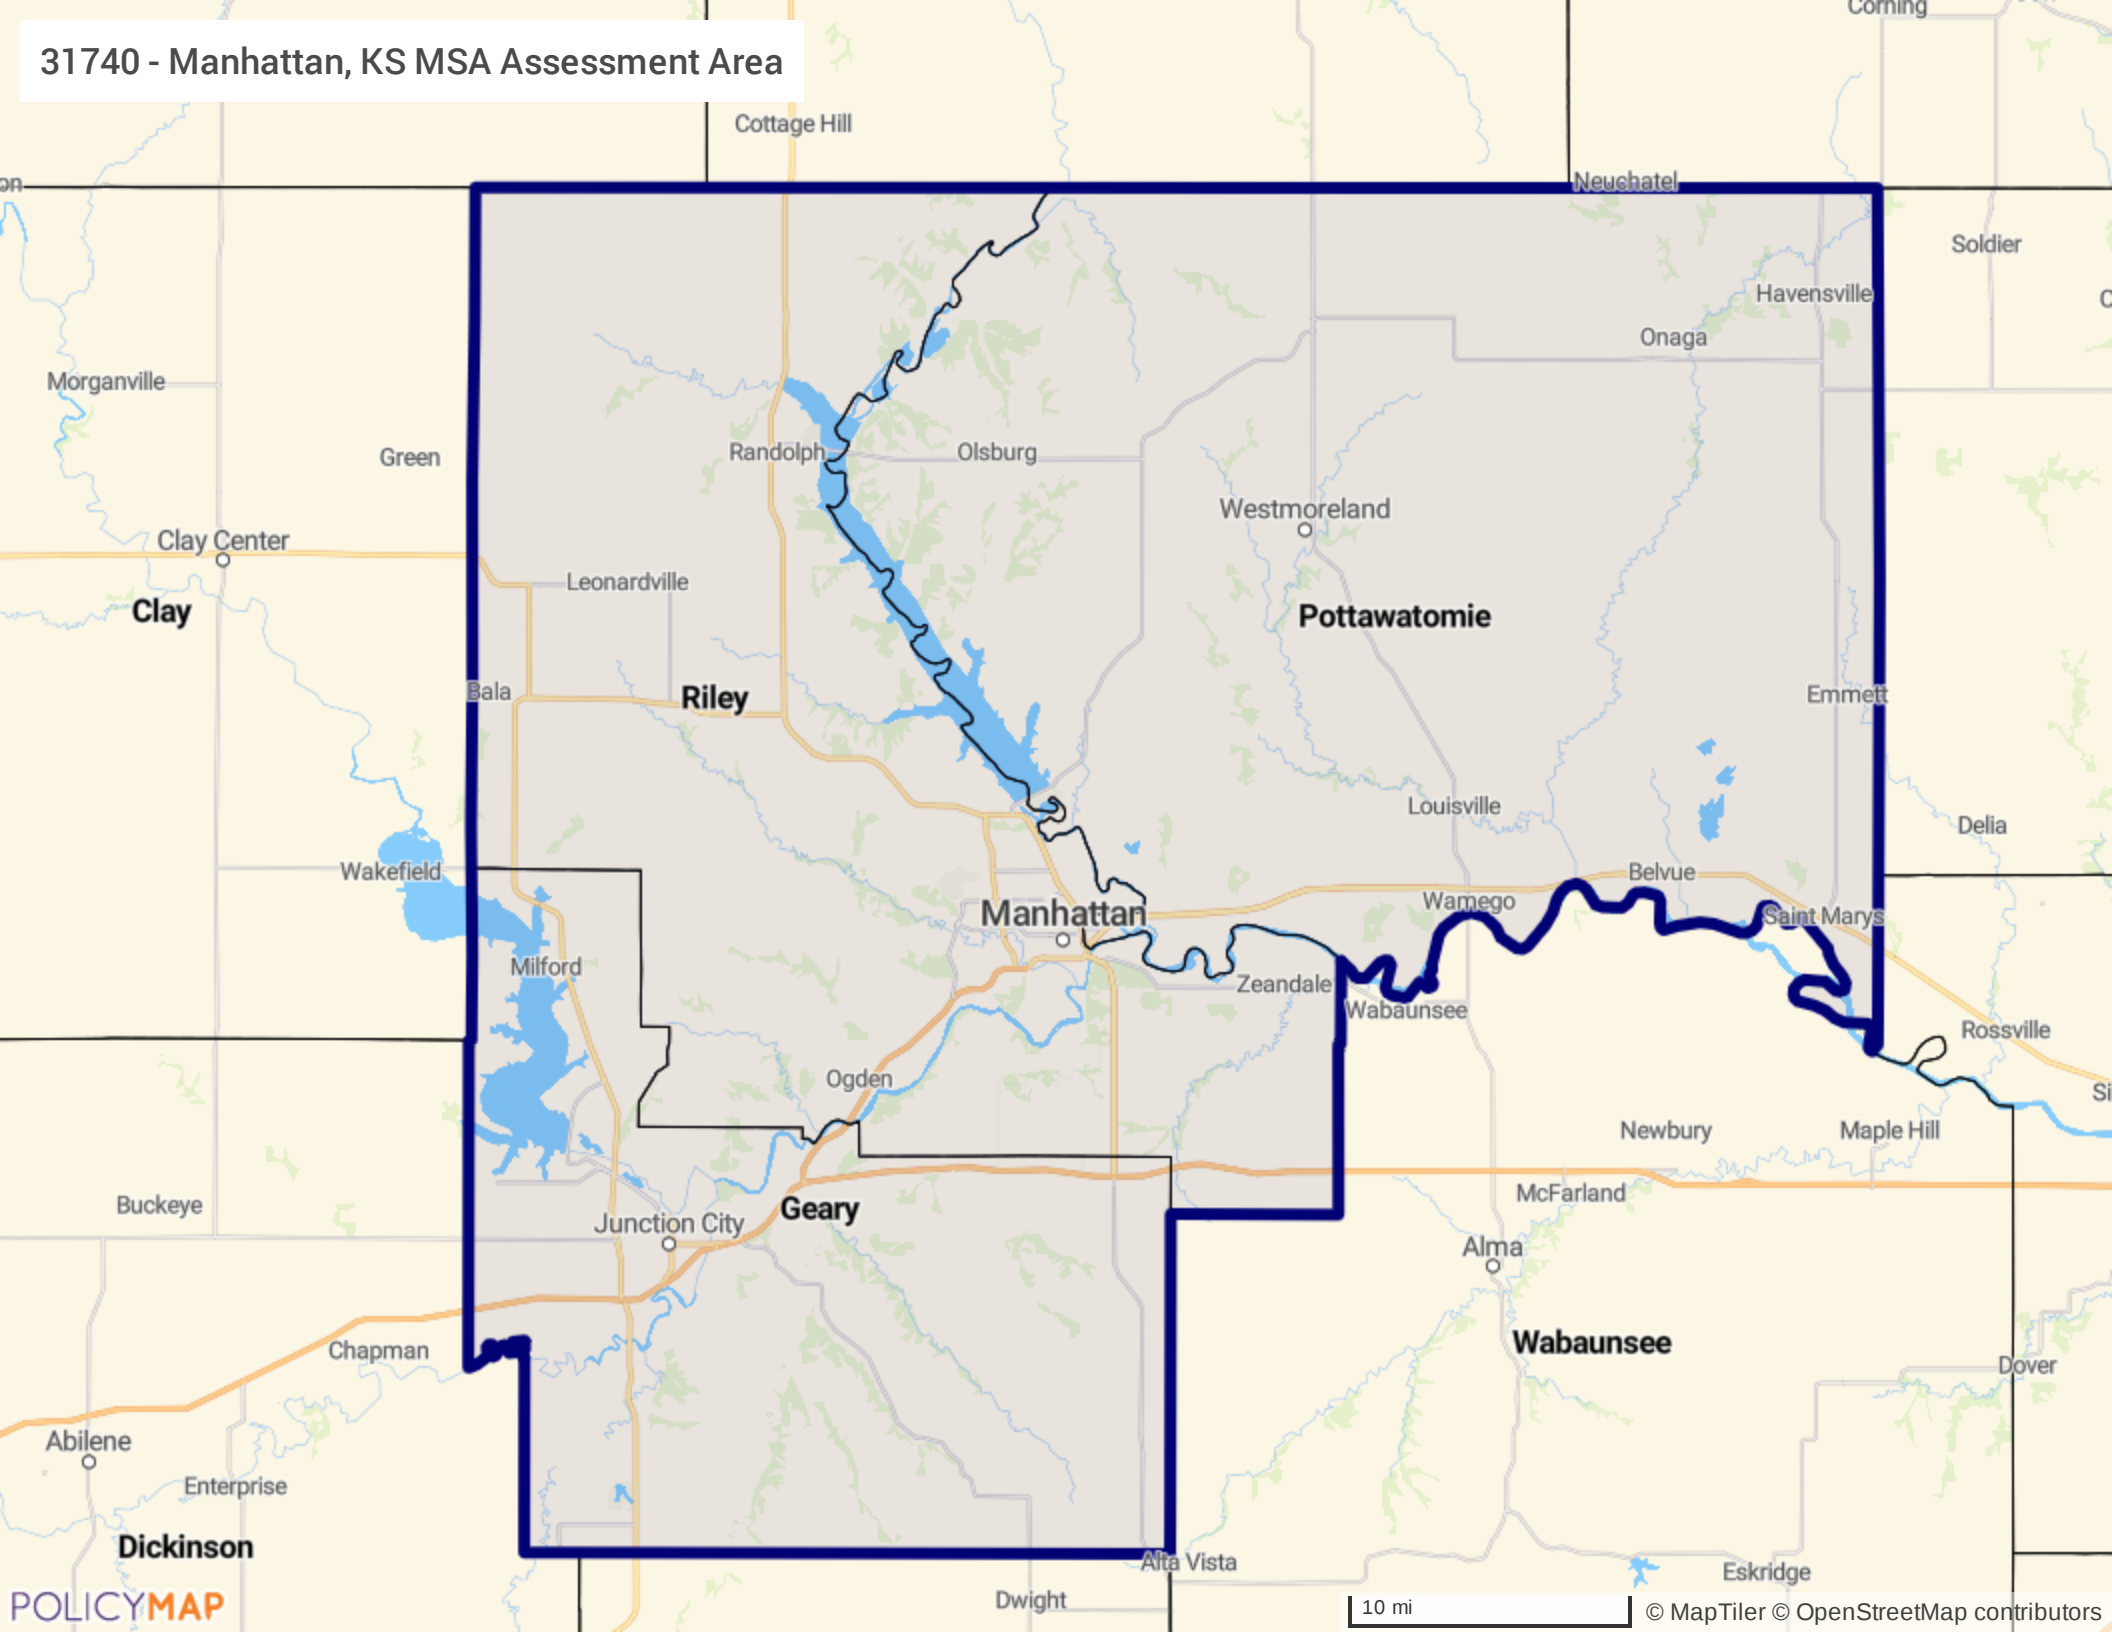 Corning
31740 - Manhattan, KS MSA Assessment Area
Cottage Hill
Neuchatel
Soldier
Havensville
Onaga
Morganville
Green
Randolph
Olsburg
Westmoreland
Clay Center
Leonardville
Clay
Pottawatomie
Bala
Riley
Emmett
Louisville
Delia
Wakefield
Belvue
Manhattan
Wamego
Saint Marys
Milford
Zeandale
Wabaunsee
Rossville
Ogden
Newbury
Maple Hill
Buckeye
Geary
McFarland
Junction City
Alma
Chapman
Wabaunsee
Dover
Abilene
Enterprise
Dickinson
Alta Vista
Eskridge
Dwight
POLICYMAP
10 mi
© MapTiler © OpenStreetMap contributors